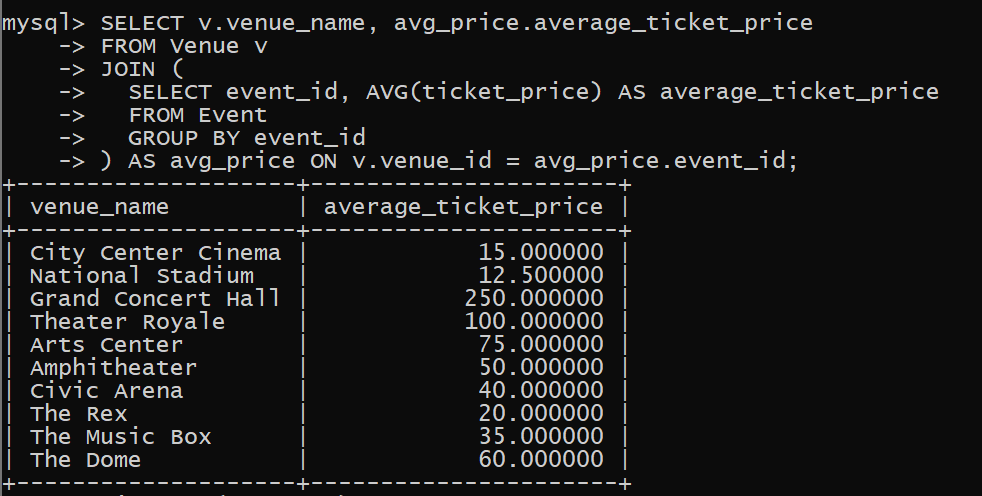 mysql> SELECT v.venue_name, avg_price.average_ticket_price
    -> FROM Venue v
    -> JOIN (
    ->   SELECT event_id, AVG(ticket_price) AS average_ticket_price
    ->   FROM Event
    ->   GROUP BY event_id
    -> ) AS avg_price ON v.venue_id = avg_price.event_id;
+--------------------+----------------------+
| venue_name         | average_ticket_price |
+--------------------+----------------------+
| City Center Cinema |            15.000000 |
| National Stadium   |            12.500000 |
| Grand Concert Hall |           250.000000 |
| Theater Royale     |           100.000000 |
| Arts Center        |            75.000000 |
| Amphitheater       |            50.000000 |
| Civic Arena        |            40.000000 |
| The Rex            |            20.000000 |
| The Music Box      |            35.000000 |
| The Dome           |            60.000000 |
+--------------------+----------------------+